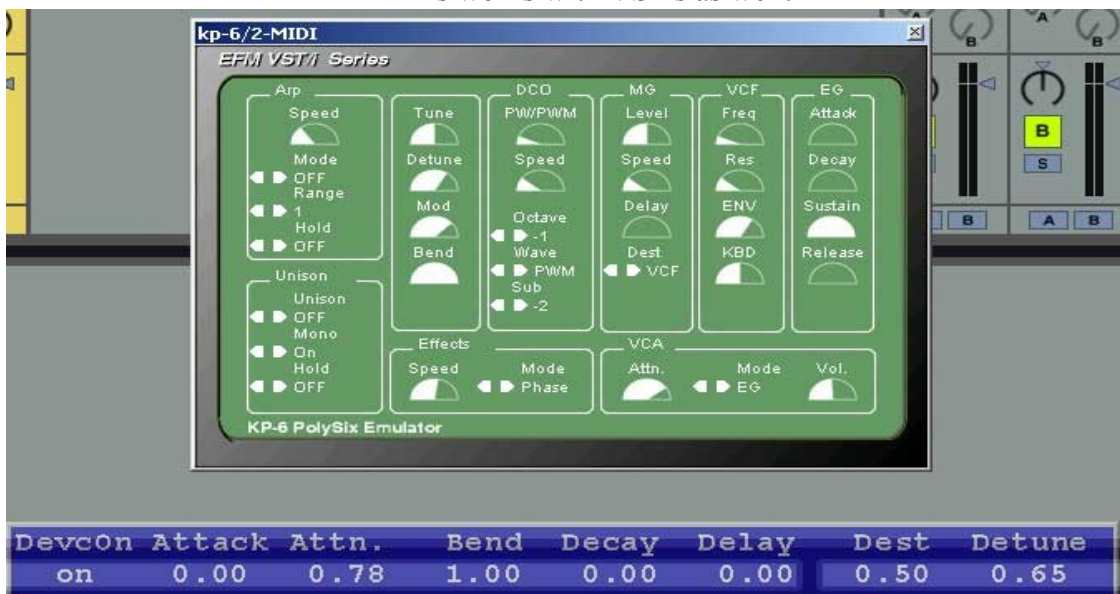 kp-6/2-MIDI
EFM VST/i Series
Arp
Speed
Mode
OFF
Range
1
Hold
OFF
Unison
Unison
OFF
Mono
On
Hold
OFF
Tune
Detune
Mod
Bend
DCO
PW/PWM
Speed
Octave
-1
Wave
PWM
Sub
-2
MG
Level
Speed
Delay
Dest
VCF
VCF
Freq
Res
ENV
KBD
EG
Attack
Decay
Sustain
Release
Effects
Speed
Mode
Phase
VCA
Attn.
Mode
EG
Vol.
KP-6 PolySix Emulator
A B
A B
B
S
B
A B
DevcOn Attack Attn. Bend Decay Delay Dest Detune
on 0.00 0.78 1.00 0.00 0.00 0.50 0.65